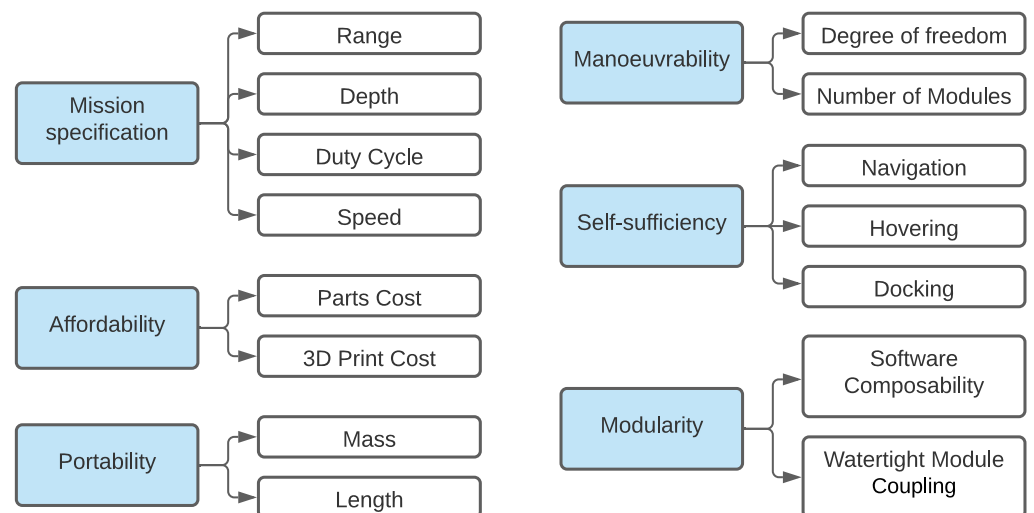 Mission
specification
Range
Depth
Duty Cycle
Speed
Affordability
Parts Cost
3D Print Cost
Portability
Mass
Length
Manoeuvrability
Degree of freedom
Number of Modules
Self-sufficiency
Navigation
Hovering
Docking
Modularity
Software
Composability
Watertight Module
Coupling